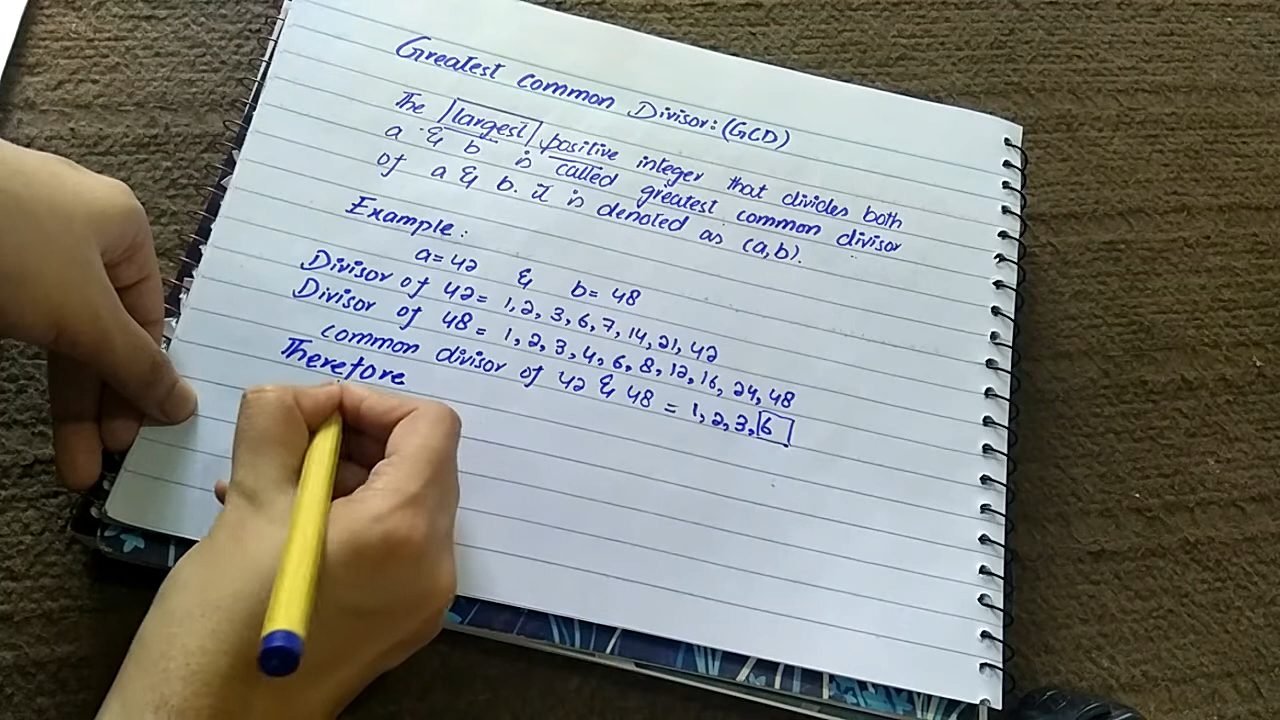 Greatest Common Divisor: (GCD)
The largest positive integer that divides both
a & b is called greatest common divisor
of a & b. it is denoted as (a,b).
Example:
a = 42 & b = 48
Divisor of 42 = 1, 2, 3, 6, 7, 14, 21, 42
Divisor of 48 = 1, 2, 3, 4, 6, 8, 12, 16, 24, 48
common divisor of 42 & 48 = 1, 2, 3, 6
Therefore